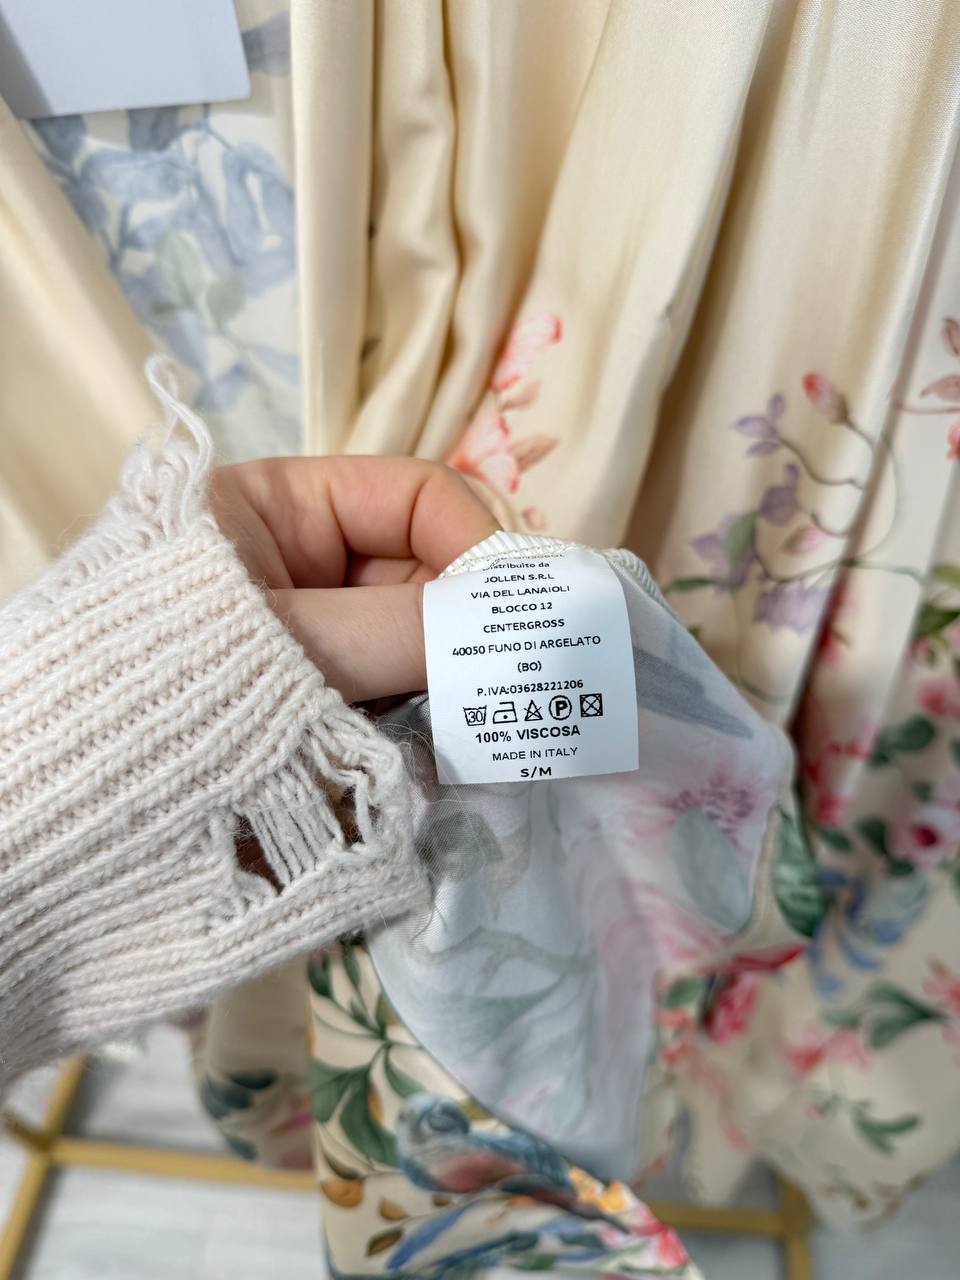 Distribuito da
JOLLEN S.R.L
VIA DEL LANAIOLI
BLOCCO 12
CENTERGROSS
40050 FUNO DI ARGELATO
(BO)
P.IVA:03628221206
30 P
100% VISCOSA
MADE IN ITALY
S/M